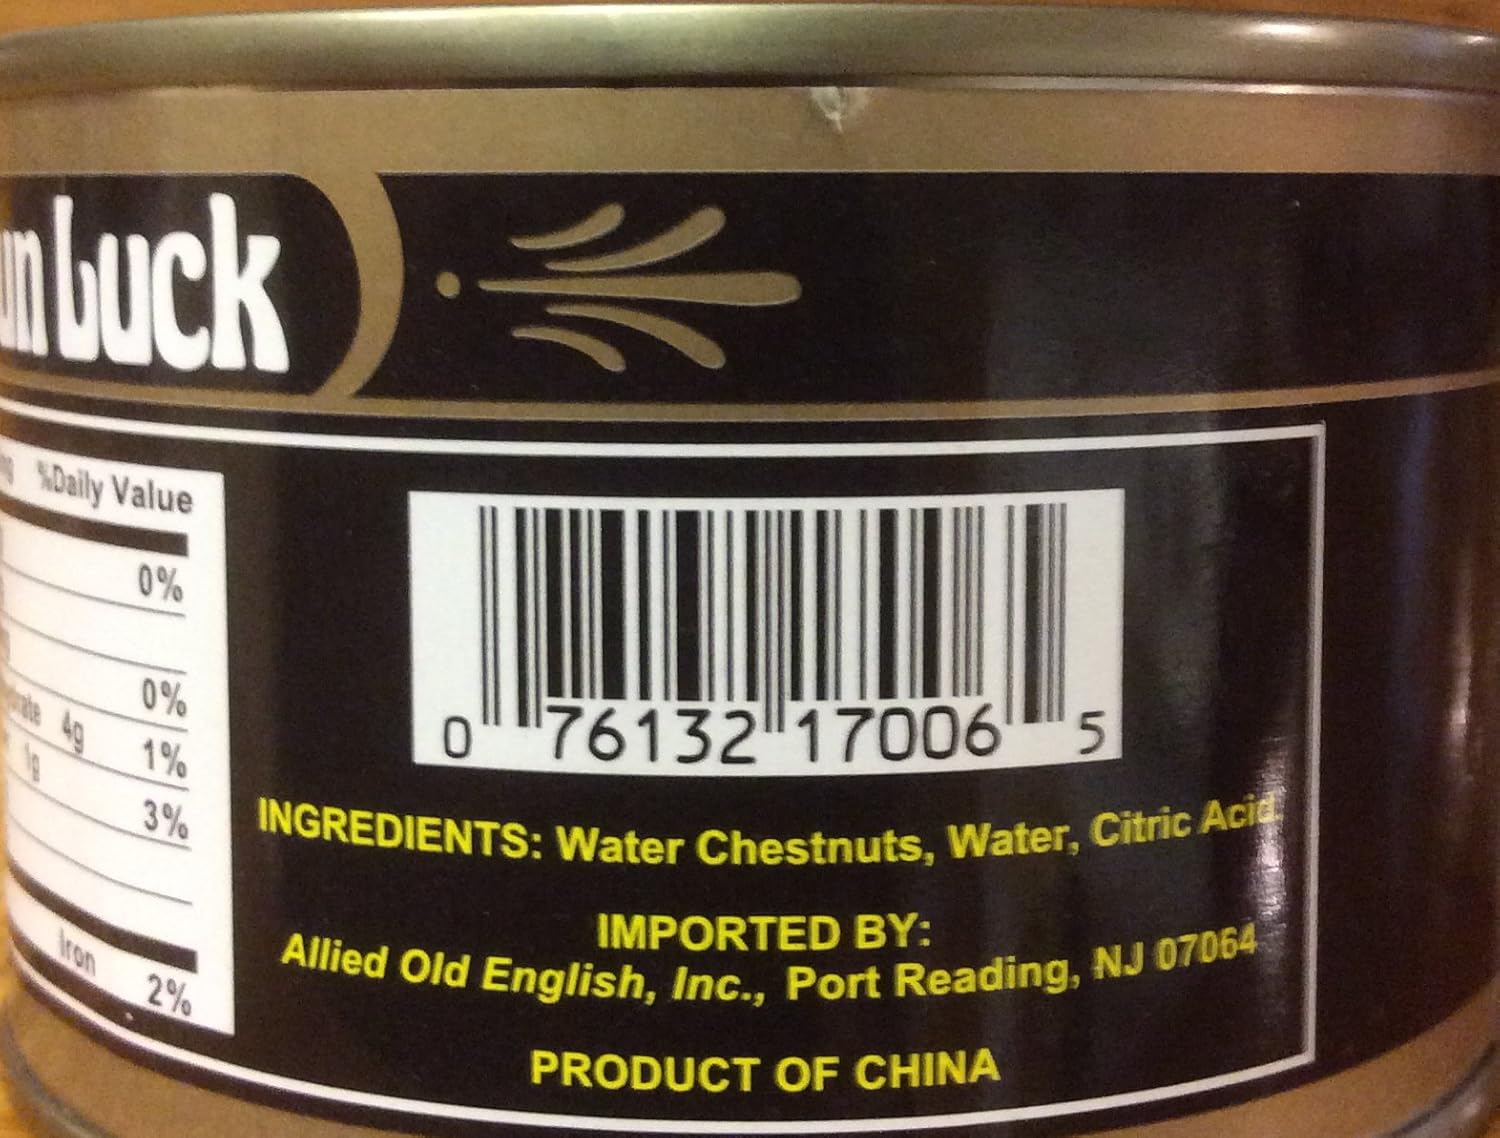 un Luck
%Daily Value
0%
0%
4g 1%
1g 3%
Iron 2%
0 76132 17006 5
INGREDIENTS: Water Chestnuts, Water, Citric Acid.
IMPORTED BY:
Allied Old English, Inc., Port Reading, NJ 07064
PRODUCT OF CHINA